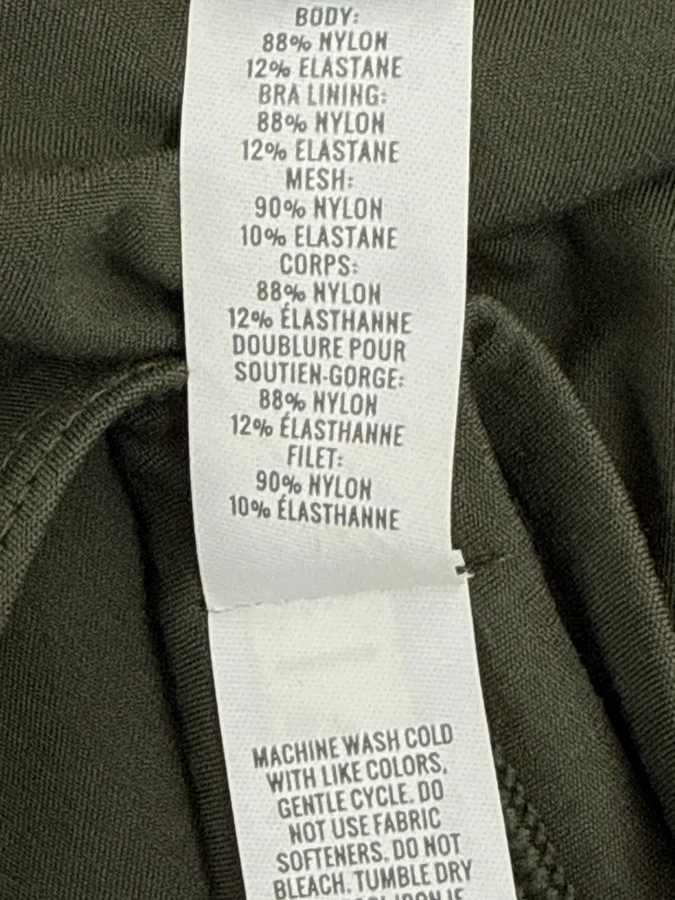 BODY:
88% NYLON
12% ELASTANE
BRA LINING:
88% NYLON
12% ELASTANE
MESH:
90% NYLON
10% ELASTANE
CORPS:
88% NYLON
12% ÉLASTHANNE
DOUBLURE POUR
SOUTIEN-GORGE:
88% NYLON
12% ÉLASTHANNE
FILET:
90% NYLON
10% ÉLASTHANNE
MACHINE WASH COLD
WITH LIKE COLORS,
GENTLE CYCLE. DO
NOT USE FABRIC
SOFTENERS. DO NOT
BLEACH. TUMBLE DRY
IRON IF